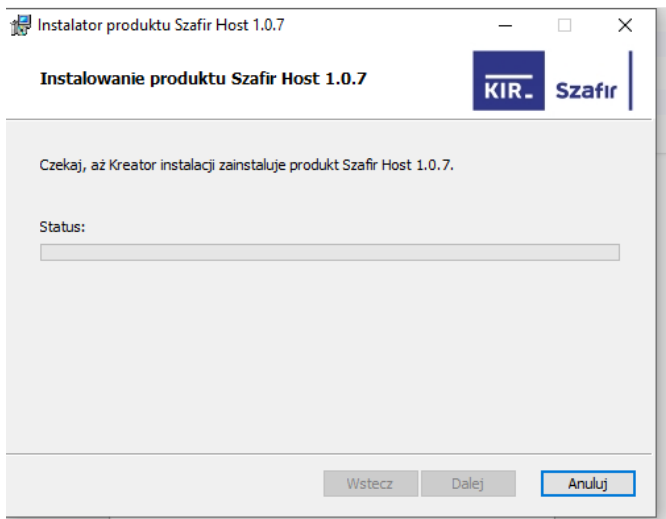 Instalator produktu Szafir Host 1.0.7
Instalowanie produktu Szafir Host 1.0.7
KIR Szafir
Czekaj, aż Kreator instalacji zainstaluje produkt Szafir Host 1.0.7.
Status:
Wstecz Dalej Anuluj